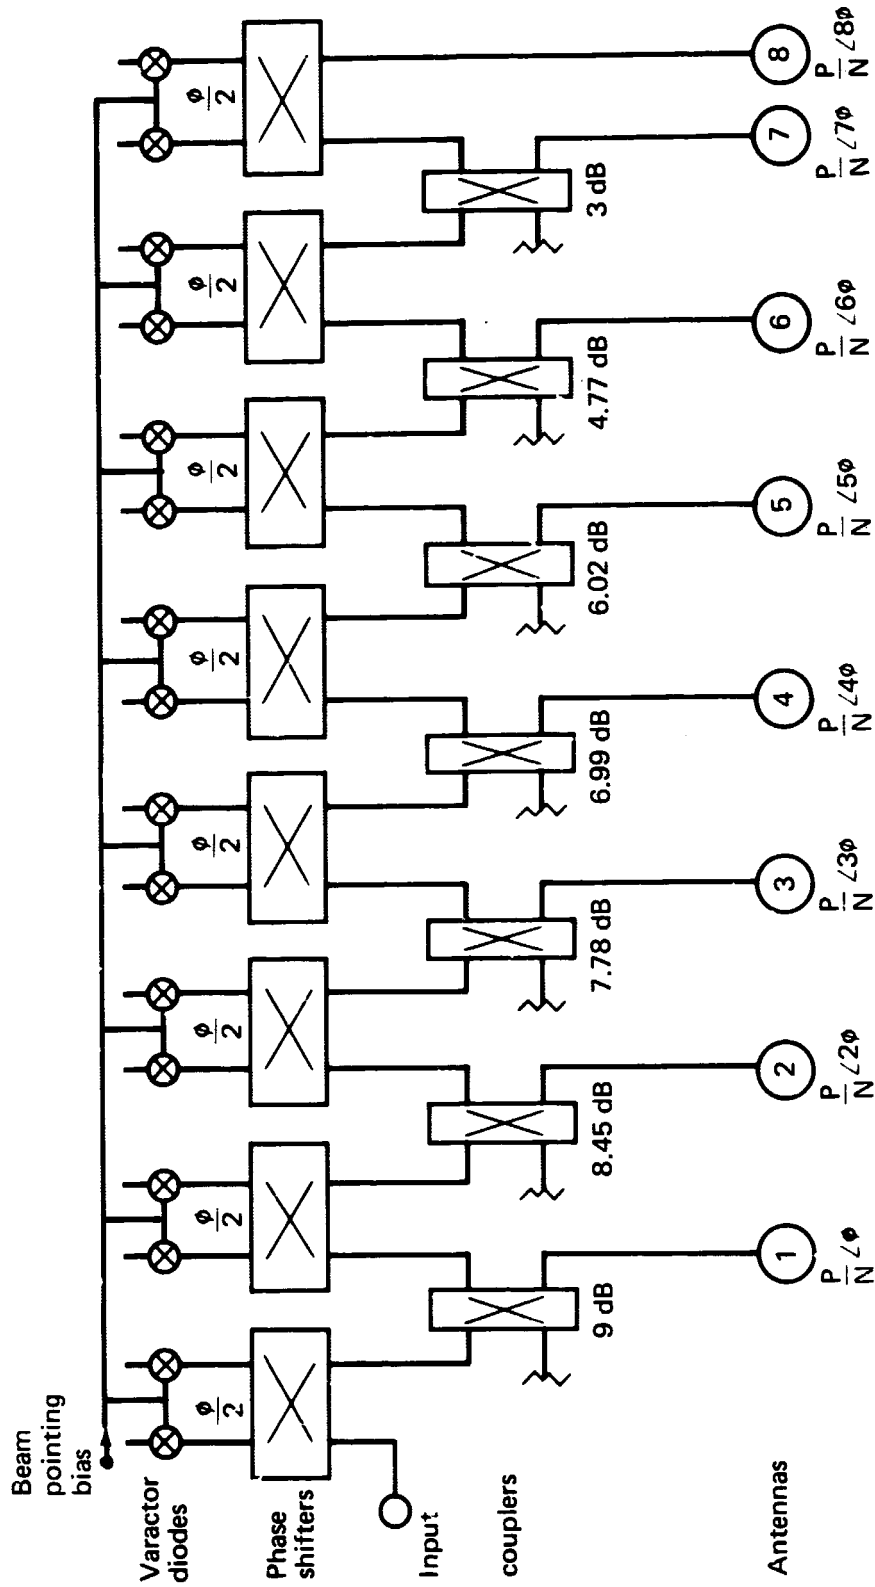 Beam
pointing
bias
Varactor
diodes
φ/2 φ/2 φ/2 φ/2 φ/2 φ/2 φ/2 φ/2
Phase
shifters
Input
couplers
9 dB 8.45 dB 7.78 dB 6.99 dB 6.02 dB 4.77 dB 3 dB
Antennas
1 2 3 4 5 6 7 8
P/N ∠φ P/N ∠2φ P/N ∠3φ P/N ∠4φ P/N ∠5φ P/N ∠6φ P/N ∠7φ P/N ∠8φ